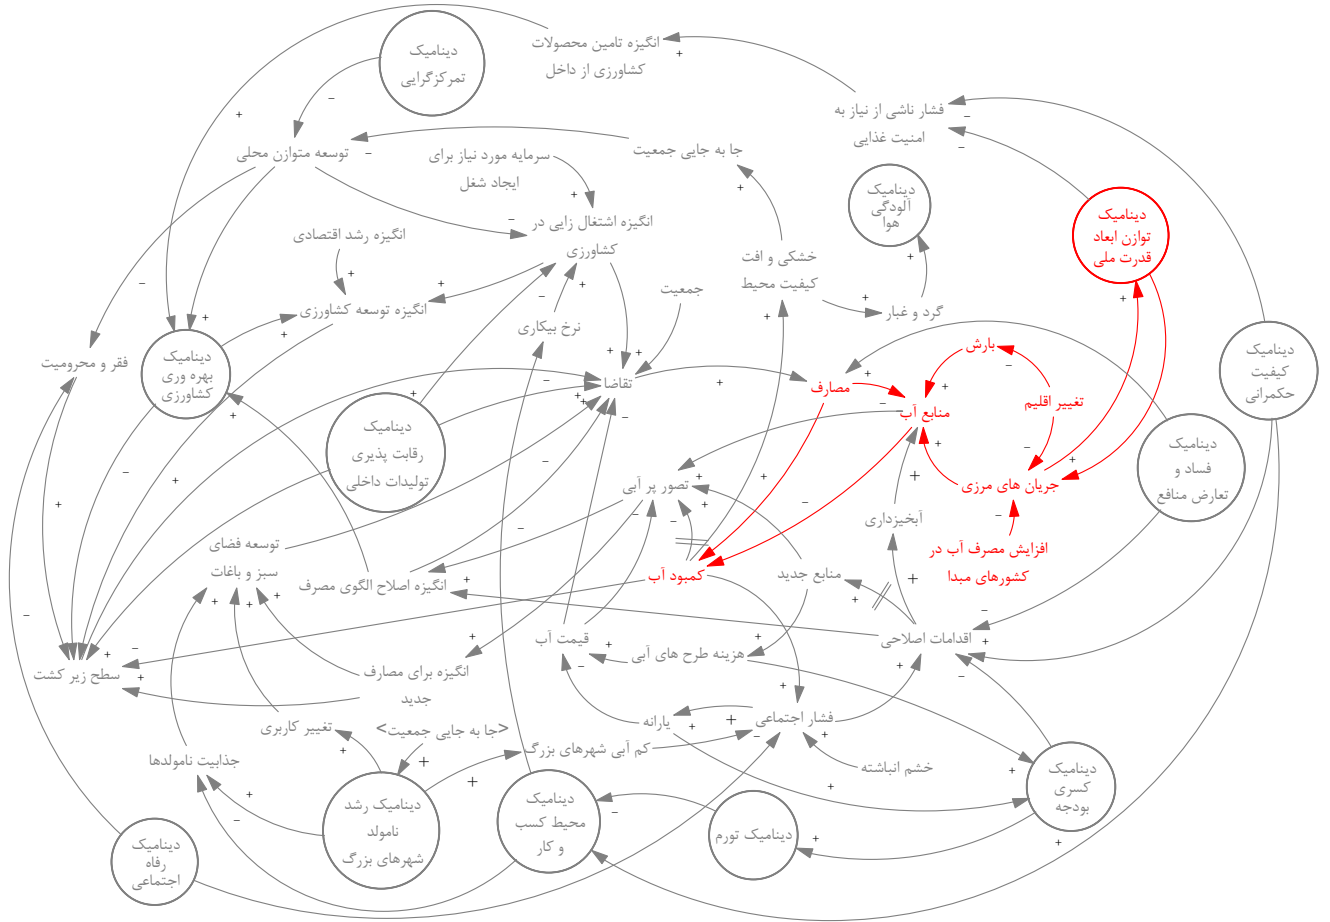 انگیزه تامین محصولات
کشاورزی از داخل
دینامیک
تمرکزگرایی
فشار ناشی از نیاز به
امنیت غذایی
توسعه متوازن محلی
سرمایه مورد نیاز برای
ایجاد شغل
جا به جایی جمعیت
دینامیک
آلودگی
هوا
دینامیک
توازن ابعاد
قدرت ملی
انگیزه اشتغال زایی در
کشاورزی
انگیزه رشد اقتصادی
خشکی و افت
کیفیت محیط
جمعیت
گرد و غبار
انگیزه توسعه کشاورزی
نرخ بیکاری
بارش
دینامیک
کیفیت
حکمرانی
فقر و محرومیت
دینامیک
بهره وری
کشاورزی
تقاضا
مصارف
منابع آب
تغییر اقلیم
دینامیک
رقابت پذیری
تولیدات داخلی
دینامیک
فساد و
تعارض منافع
تصور پر آبی
جریان های مرزی
آبخیزداری
توسعه فضای
سبز و باغات
افزایش مصرف آب در
کشورهای مبدا
انگیزه اصلاح الگوی مصرف
کمبود آب
منابع جدید
قیمت آب
هزینه طرح های آبی
اقدامات اصلاحی
سطح زیر کشت
انگیزه برای مصارف
جدید
تغییر کاربری
<جا به جایی جمعیت>
یارانه
فشار اجتماعی
کم آبی شهرهای بزرگ
خشم انباشته
جذابیت نامولدها
دینامیک رشد
نامولد
شهرهای بزرگ
دینامیک
محیط کسب
و کار
دینامیک تورم
دینامیک
کسری
بودجه
دینامیک
رفاه
اجتماعی